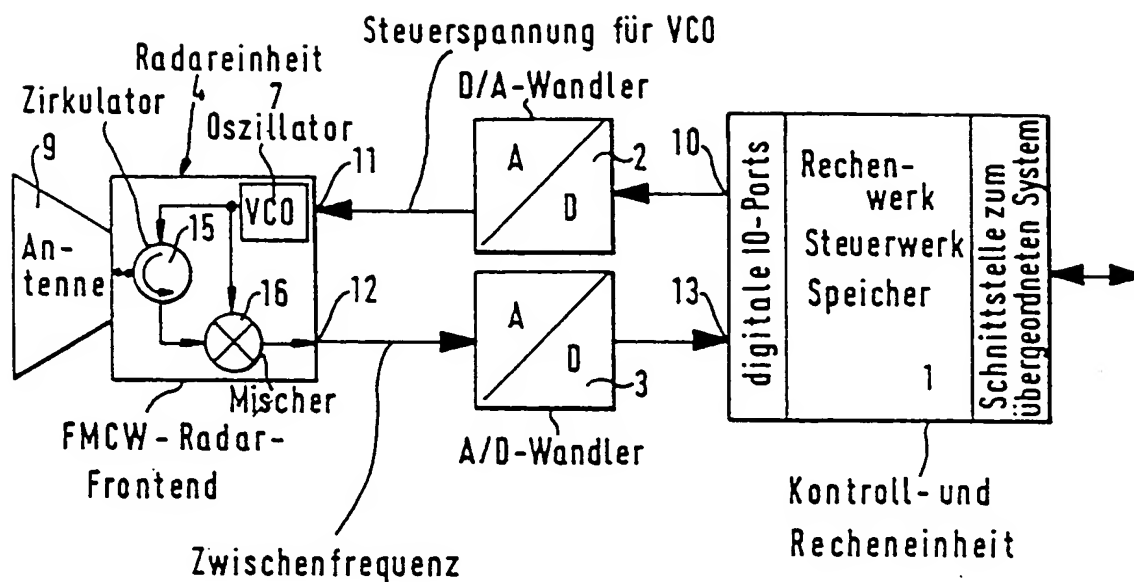 Steuerspannung für VCO
Radareinheit
4
Zirkulator
7
Oszillator
D/A-Wandler
9
11
10
A
2
D
VCO
15
An-
tenne
16
12
13
A
D
3
Mischer
FMCW-Radar-
Frontend
A/D-Wandler
Zwischenfrequenz
digitale IO-Ports
Rechen-
werk
Steuerwerk
Speicher
1
Schnittstelle zum
übergeordneten System
Kontroll- und
Recheneinheit